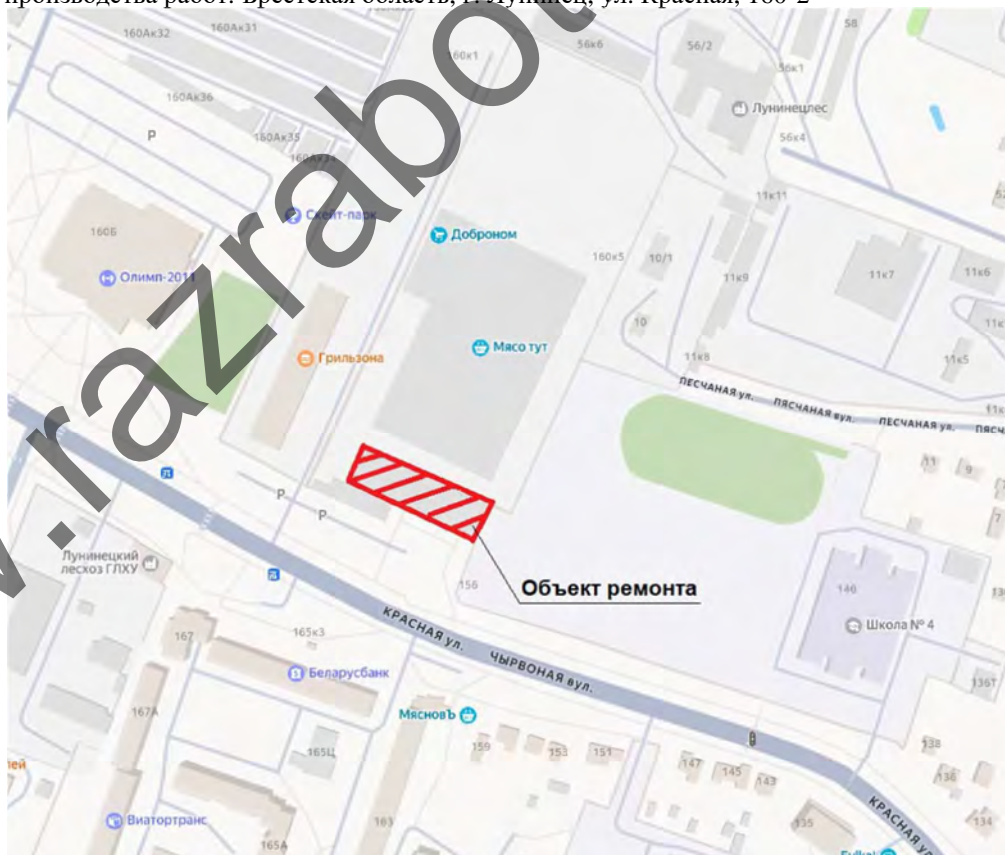 производства работ: Брестская область, г. Лунинец, ул. Красная, 160-2
160Ак32
160Ак31
160к1
56к6
56/2
58
56к1
160Ак36
Лунинецлес
P
160Ак35
56к4
160Ак34
11к11
Скейт-парк
160Б
Доброном
160к5
10/1
11к9
11к7
11к6
Олимп-2011
10
Грильзона
Мясо тут
11к8
11к5
ПЕСЧАНАЯ ул.
ПЯСЧАНАЯ вул.
ПЕСЧАНАЯ ул.
11
9
P
P
7
Лунинецкий
лесхоз ГЛХУ
156
Объект ремонта
146
Школа № 4
КРАСНАЯ ул.
ЧЫРВОНАЯ вул.
167
165к3
Беларусбанк
136Т
167А
МясновЪ
159
153
151
138
165Ц
147
145
143
136
КРАСНАЯ
134
Виатортранс
163
135
165А
www.razrabot